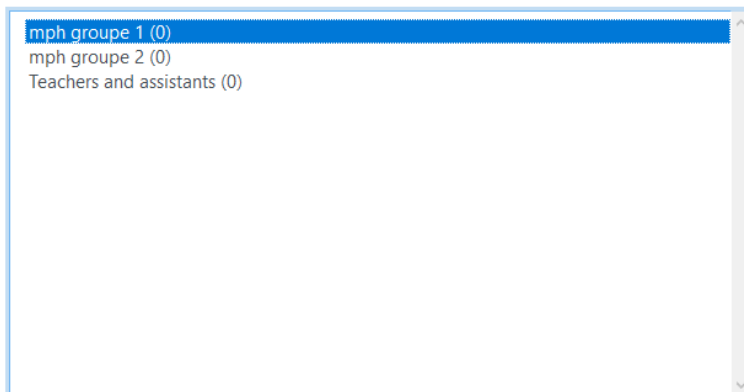 mph groupe 1 (0)
mph groupe 2 (0)
Teachers and assistants (0)